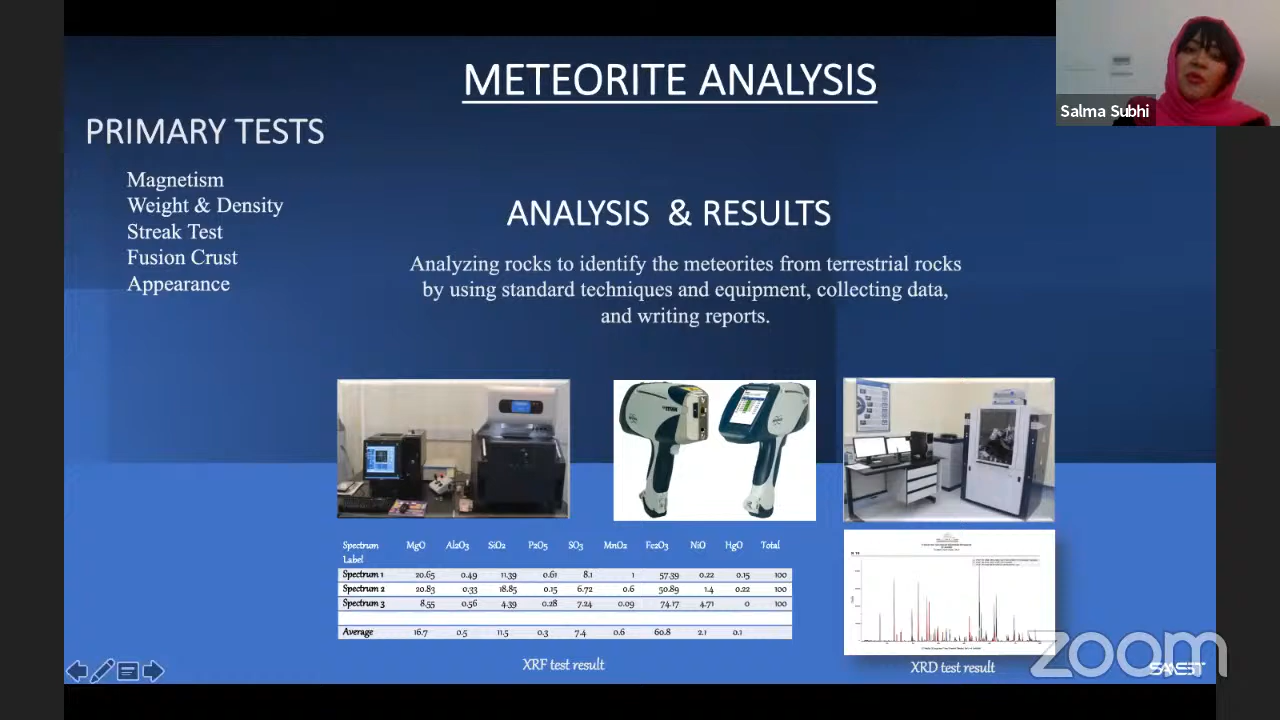 METEORITE ANALYSIS
Salma Subhi
PRIMARY TESTS
Magnetism
Weight & Density
Streak Test
Fusion Crust
Appearance
ANALYSIS & RESULTS
Analyzing rocks to identify the meteorites from terrestrial rocks
by using standard techniques and equipment, collecting data,
and writing reports.
Spectrum Label MgO Al2O3 SiO2 P2O5 SO3 MnO2 Fe2O3 NiO HgO Total
Spectrum 1 20.65 0.49 11.39 0.61 8.1 1 57.39 0.22 0.15 100
Spectrum 2 20.83 0.33 18.85 0.15 6.72 0.6 50.89 1.4 0.22 100
Spectrum 3 8.55 0.56 4.39 0.28 7.24 0.09 74.17 4.71 0 100
Average 16.7 0.5 11.5 0.3 7.4 0.6 60.8 2.1 0.1
XRF test result
XRD test result
zoom